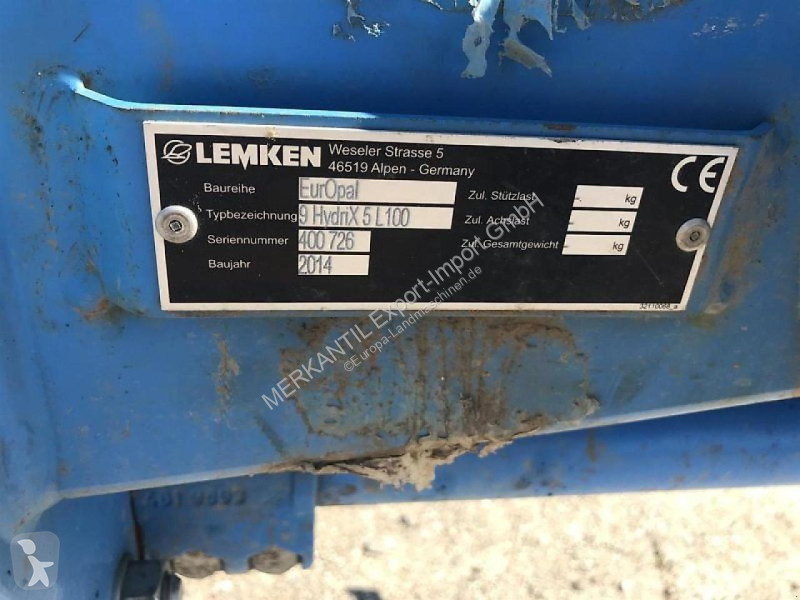 LEMKEN
Weseler Strasse 5
46519 Alpen - Germany
Baureihe EurOpal
Typbezeichnung 9 HydriX 5 L100
Seriennummer 400 726
Baujahr 2014
Zul. Stützlast kg
Zul. Achslast kg
Zul. Gesamtgewicht kg
CE
32110068_a
MERKANTIL Export-Import GmbH
©Europa-Landmaschinen.de